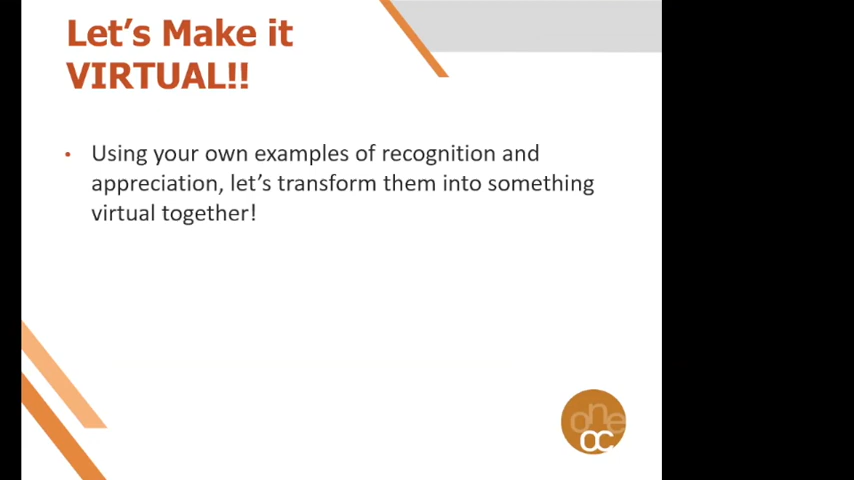 Let’s Make it
VIRTUAL!!
• Using your own examples of recognition and
appreciation, let’s transform them into something
virtual together!
one
OC